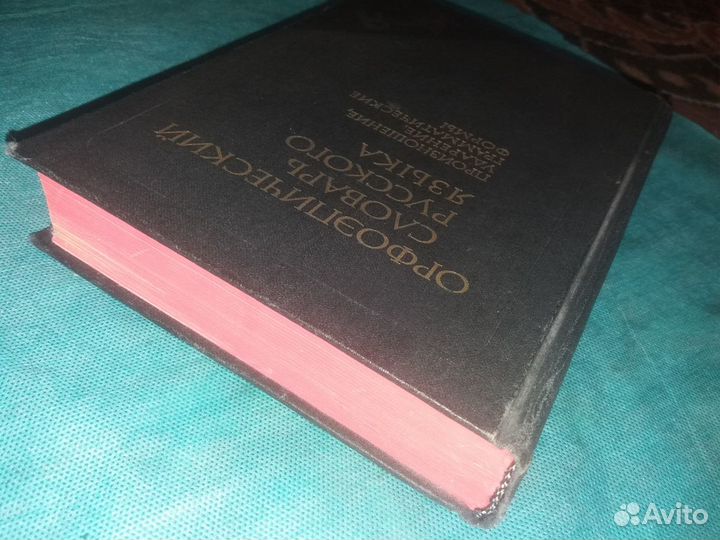 ОРФОЭПИЧЕСКИЙ
СЛОВАРЬ
РУССКОГО
ЯЗЫКА
ПРОИЗНОШЕНИЕ,
УДАРЕНИЕ,
ГРАММАТИЧЕСКИЕ
ФОРМЫ
Avito